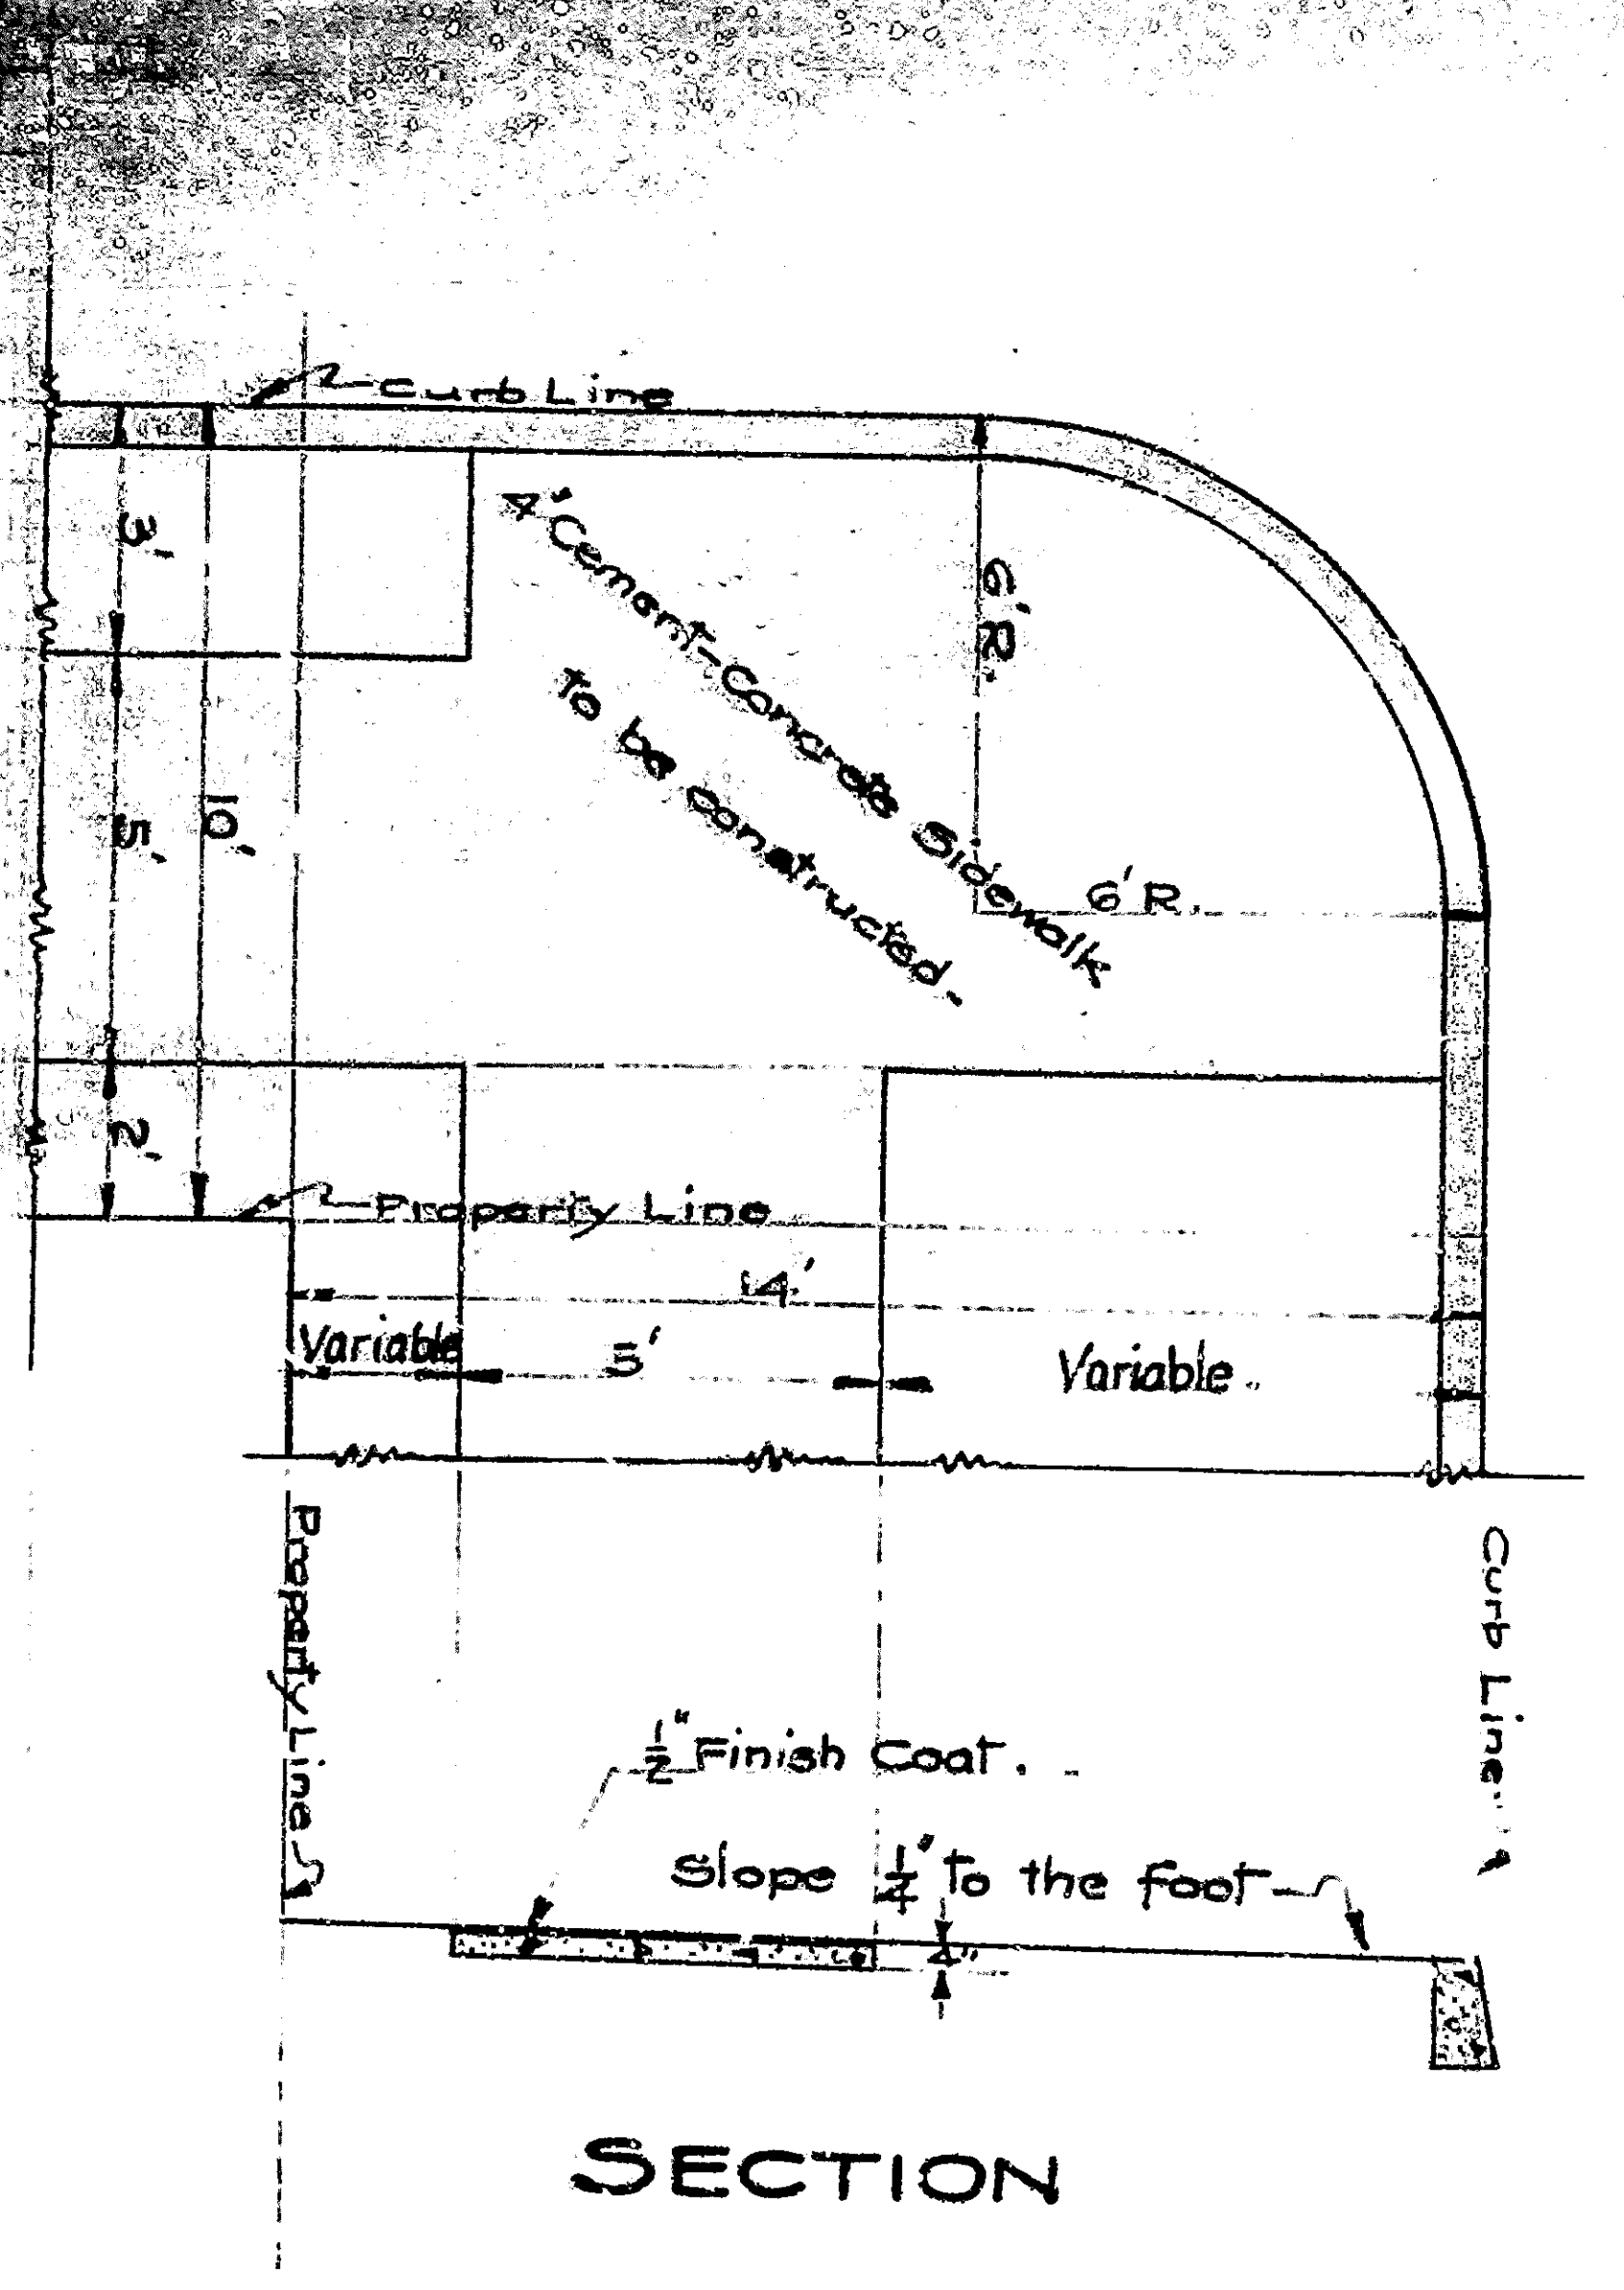 Curb Line
3'
4" Cement-Concrete Sidewalk
to be constructed.
6' R.
6' R.
5'
10'
2'
Property Line
14'
Variable
5'
Variable.
Property Line
Curb Line.
1/2" Finish Coat.
Slope 1/4" to the foot
4"
SECTION